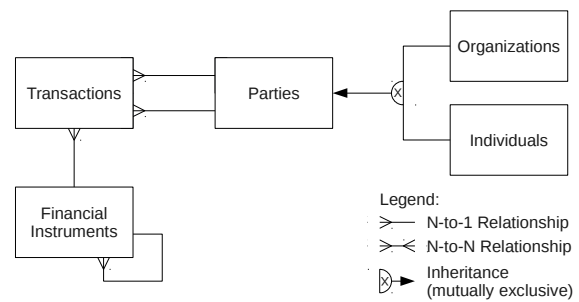 Organizations
Transactions
Parties
X
Individuals
Financial
Instruments
Legend:
N-to-1 Relationship
N-to-N Relationship
X
Inheritance
(mutually exclusive)